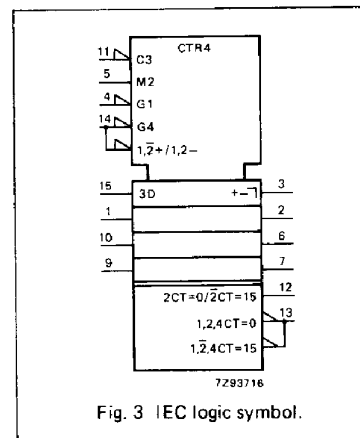 CTR4
11 C3
5 M2
4 G1
14 G4
1,2̅+/1,2−
15 3D +−¬ 3
1 2
10 6
9 7
2CT=0/2̅CT=15 12
1,2,4CT=0 13
1,2̅,4CT=15
7Z93716
Fig. 3 IEC logic symbol.